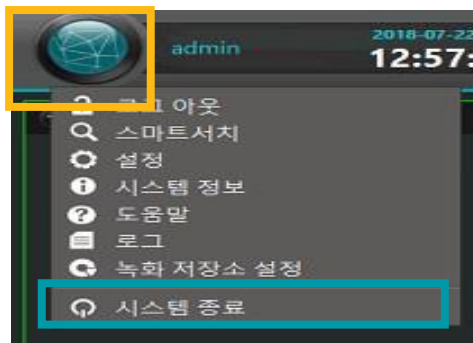 admin
2018-07-22
12:57:
로그 아웃
스마트서치
설정
시스템 정보
도움말
로그
녹화 저장소 설정
시스템 종료